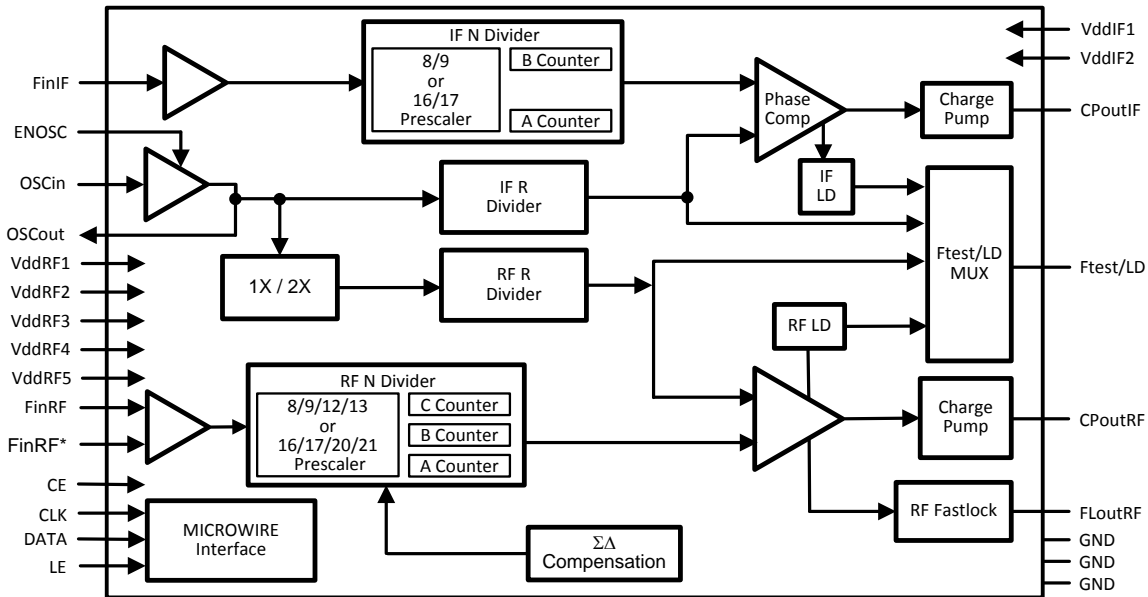 IF N Divider
8/9
or
16/17
Prescaler
B Counter
A Counter
FinIF
ENOSC
OSCin
OSCout
VddRF1
VddRF2
VddRF3
VddRF4
VddRF5
FinRF
FinRF*
CE
CLK
DATA
LE
Phase
Comp
Charge
Pump
VddIF1
VddIF2
CPoutIF
IF
LD
IF R
Divider
1X / 2X
RF R
Divider
Ftest/LD
MUX
Ftest/LD
RF LD
RF N Divider
8/9/12/13
or
16/17/20/21
Prescaler
C Counter
B Counter
A Counter
Charge
Pump
CPoutRF
MICROWIRE
Interface
ΣΔ
Compensation
RF Fastlock
FLoutRF
GND
GND
GND